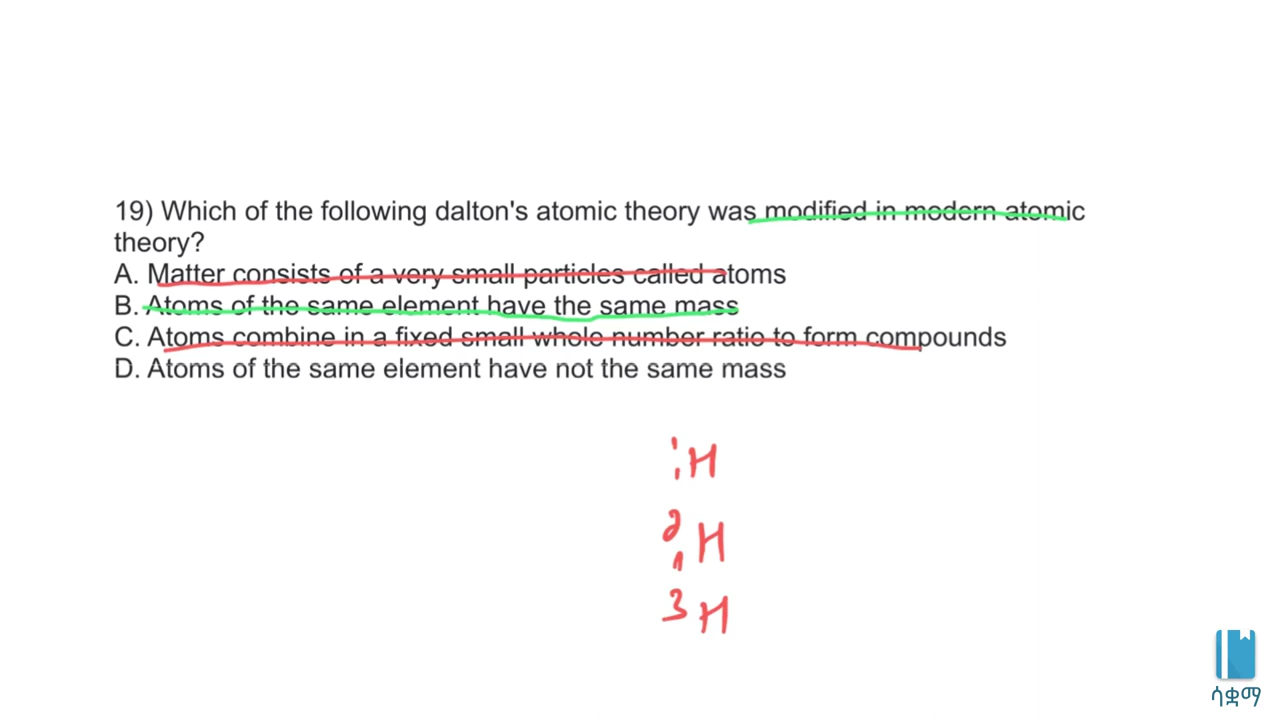 19) Which of the following dalton's atomic theory was modified in modern atomic
theory?
A. Matter consists of a very small particles called atoms
B. Atoms of the same element have the same mass
C. Atoms combine in a fixed small whole number ratio to form compounds
D. Atoms of the same element have not the same mass
¹₁H
²₁H
³H
ሳቋማ